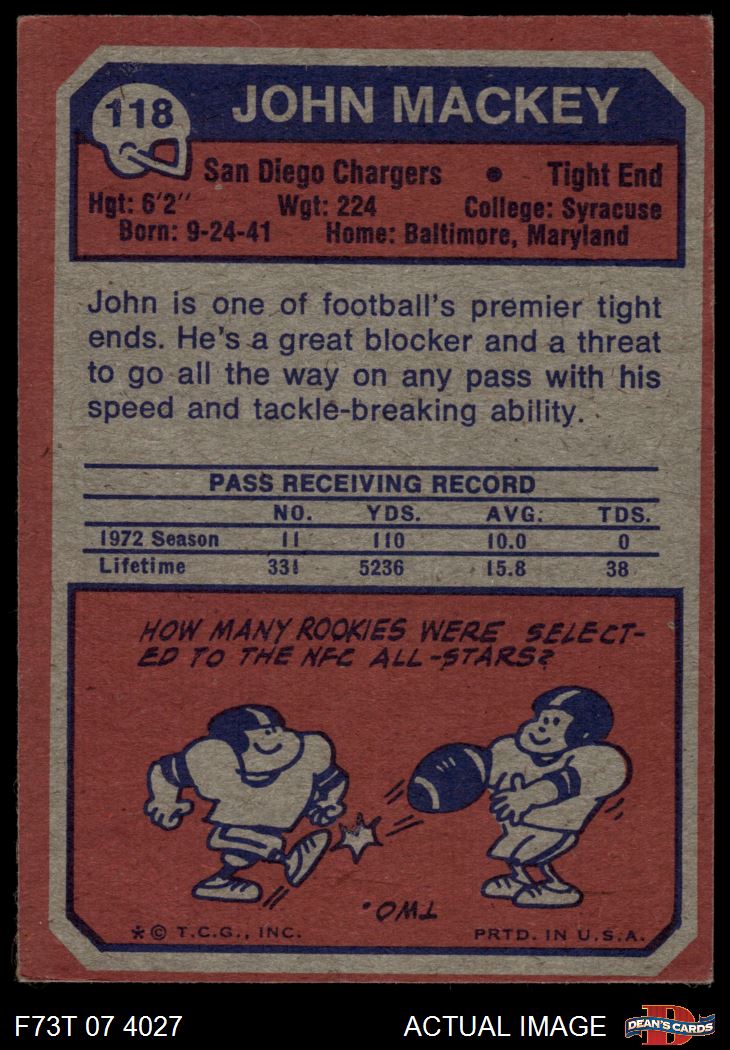 118
JOHN MACKEY
San Diego Chargers • Tight End
Hgt: 6'2" Wgt: 224 College: Syracuse
Born: 9-24-41 Home: Baltimore, Maryland
John is one of football's premier tight
ends. He's a great blocker and a threat
to go all the way on any pass with his
speed and tackle-breaking ability.
PASS RECEIVING RECORD
NO. YDS. AVG. TDS.
1972 Season 11 110 10.0 0
Lifetime 331 5236 15.8 38
HOW MANY ROOKIES WERE SELECT-
ED TO THE NFC ALL-STARS?
TWO.
* © T.C.G., INC. PRTD. IN U.S.A.
F73T 07 4027 ACTUAL IMAGE D DEAN'S CARDS